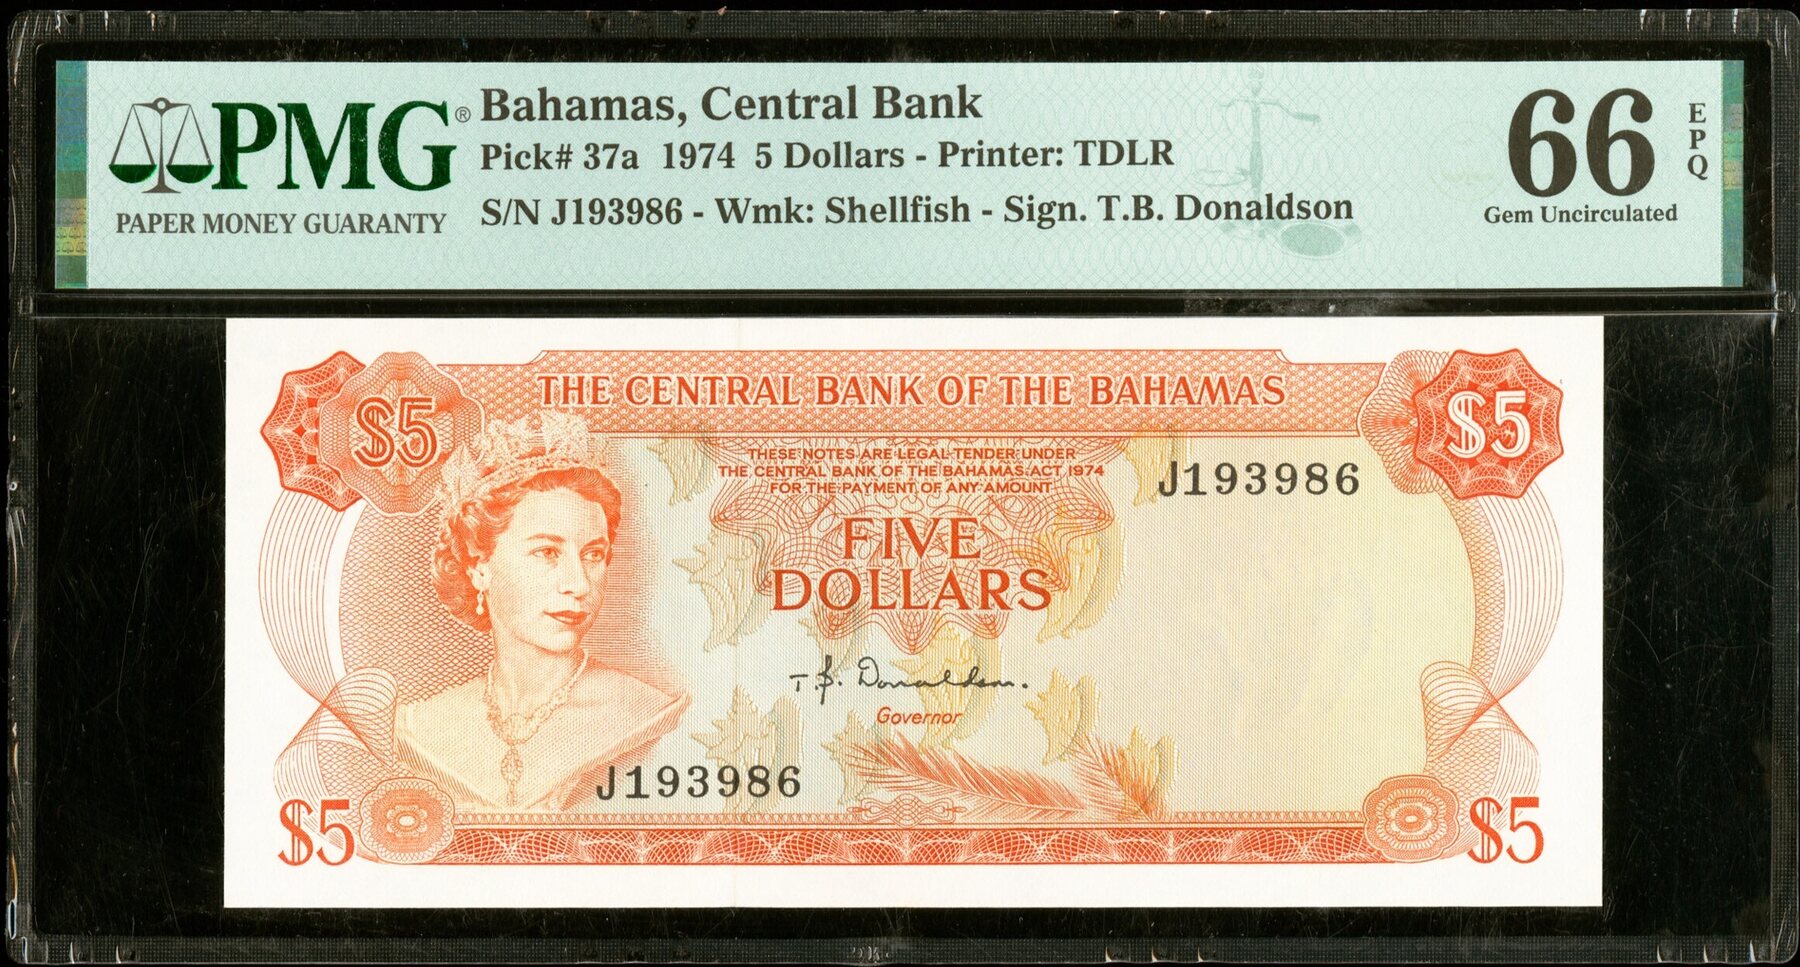 PMG®
PAPER MONEY GUARANTY
Bahamas, Central Bank
Pick# 37a 1974 5 Dollars - Printer: TDLR
S/N J193986 - Wmk: Shellfish - Sign. T.B. Donaldson
66
EPQ
Gem Uncirculated
THE CENTRAL BANK OF THE BAHAMAS
$5
$5
THESE NOTES ARE LEGAL TENDER UNDER
THE CENTRAL BANK OF THE BAHAMAS ACT 1974
FOR THE PAYMENT OF ANY AMOUNT
J193986
FIVE
DOLLARS
T.B. Donaldson.
Governor
J193986
$5
$5